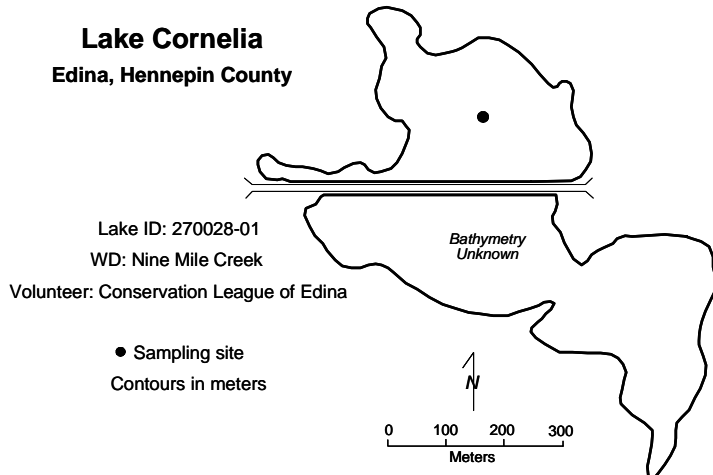 Lake Cornelia
Edina, Hennepin County
Lake ID: 270028-01
WD: Nine Mile Creek
Volunteer: Conservation League of Edina
Bathymetry
Unknown
Sampling site
Contours in meters
N
0 100 200 300
Meters